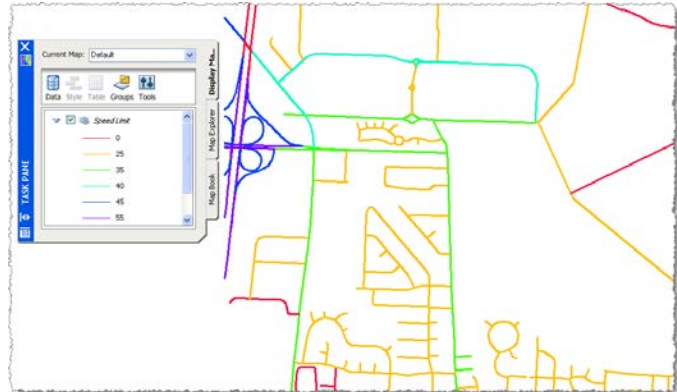 Current Map: Default
Data Style Table Groups Tools
Speed Limit
0
25
35
40
45
55
Display Ma...
Map Explorer
Map Book
TASK PANE